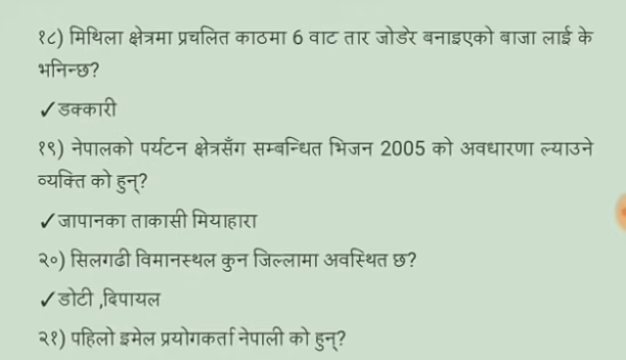 १८) मिथिला क्षेत्रमा प्रचलित काठमा 6 वाट तार जोडेर बनाइएको बाजा लाई के
भनिन्छ?
✓डक्कारी
१९) नेपालको पर्यटन क्षेत्रसँग सम्बन्धित भिजन 2005 को अवधारणा ल्याउने
व्यक्ति को हुन्?
✓जापानका ताकासी मियाहारा
२०) सिलगढी विमानस्थल कुन जिल्लामा अवस्थित छ?
✓डोटी ,दिपायल
२१) पहिलो इमेल प्रयोगकर्ता नेपाली को हुन्?